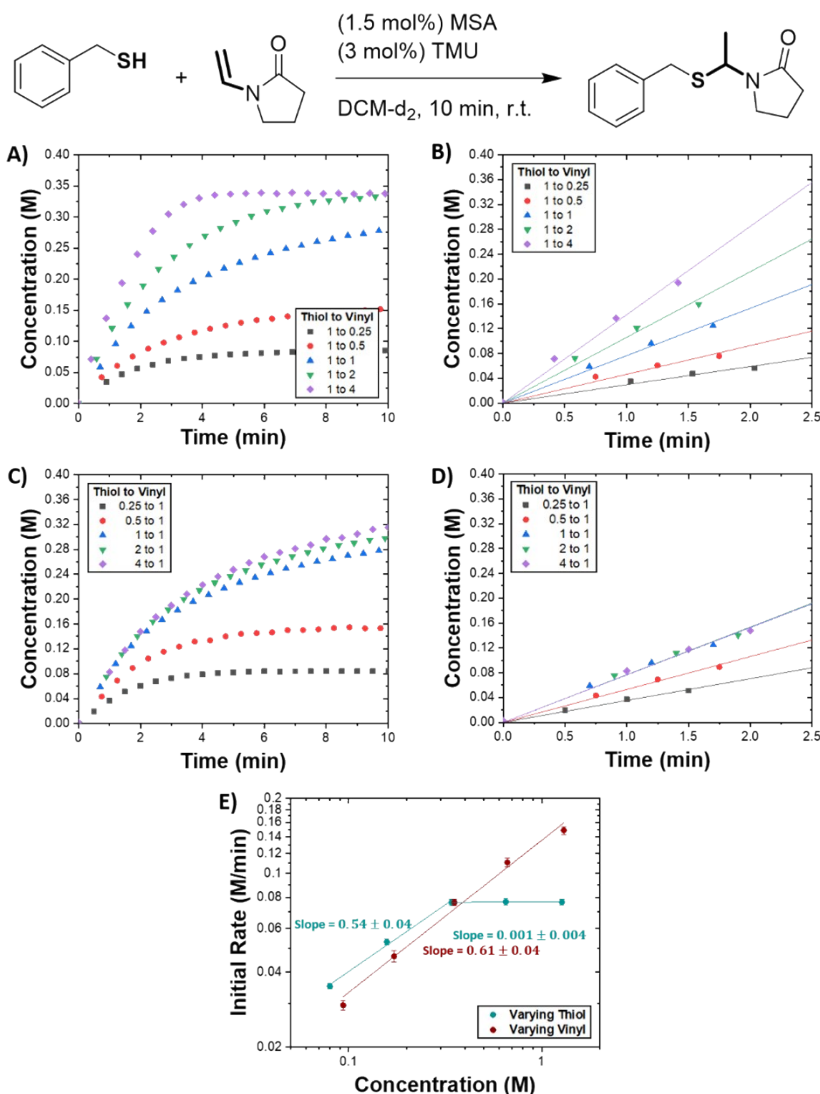 (1.5 mol%) MSA
(3 mol%) TMU
SH
+
N
O
DCM-d₂, 10 min, r.t.
S
N
O
A)
Concentration (M)
0.40
0.35
0.30
0.25
0.20
0.15
0.10
0.05
0.00
Thiol to Vinyl
1 to 0.25
1 to 0.5
1 to 1
1 to 2
1 to 4
0 2 4 6 8 10
Time (min)
B)
Concentration (M)
0.40
0.36
0.32
0.28
0.24
0.20
0.16
0.12
0.08
0.04
0.00
Thiol to Vinyl
1 to 0.25
1 to 0.5
1 to 1
1 to 2
1 to 4
0.0 0.5 1.0 1.5 2.0 2.5
Time (min)
C)
Concentration (M)
0.40
0.36
0.32
0.28
0.24
0.20
0.16
0.12
0.08
0.04
0.00
Thiol to Vinyl
0.25 to 1
0.5 to 1
1 to 1
2 to 1
4 to 1
0 2 4 6 8 10
Time (min)
D)
Concentration (M)
0.40
0.36
0.32
0.28
0.24
0.20
0.16
0.12
0.08
0.04
0.00
Thiol to Vinyl
0.25 to 1
0.5 to 1
1 to 1
2 to 1
4 to 1
0.0 0.5 1.0 1.5 2.0 2.5
Time (min)
E)
Initial Rate (M/min)
0.2
0.18
0.16
0.14
0.12
0.1
0.08
0.06
0.04
0.02
Slope = 0.54 ± 0.04
Slope = 0.001 ± 0.004
Slope = 0.61 ± 0.04
Varying Thiol
Varying Vinyl
0.1 1
Concentration (M)